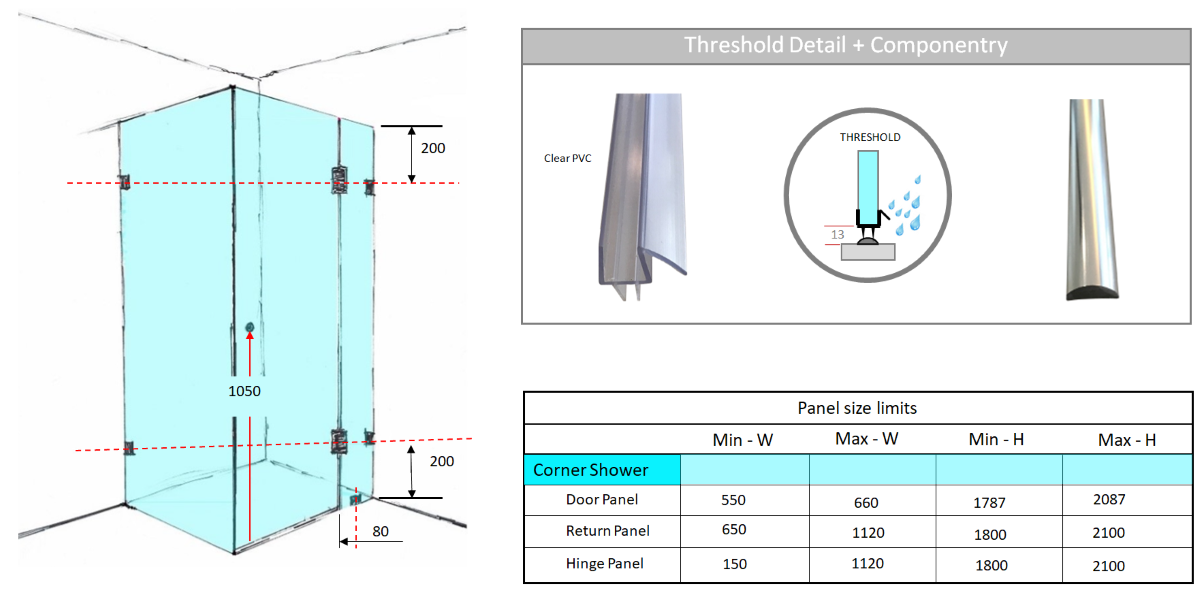 200
1050
200
80
Threshold Detail + Componentry
Clear PVC
THRESHOLD
13
Panel size limits
Min - W Max - W Min - H Max - H
Corner Shower
Door Panel 550 660 1787 2087
Return Panel 650 1120 1800 2100
Hinge Panel 150 1120 1800 2100